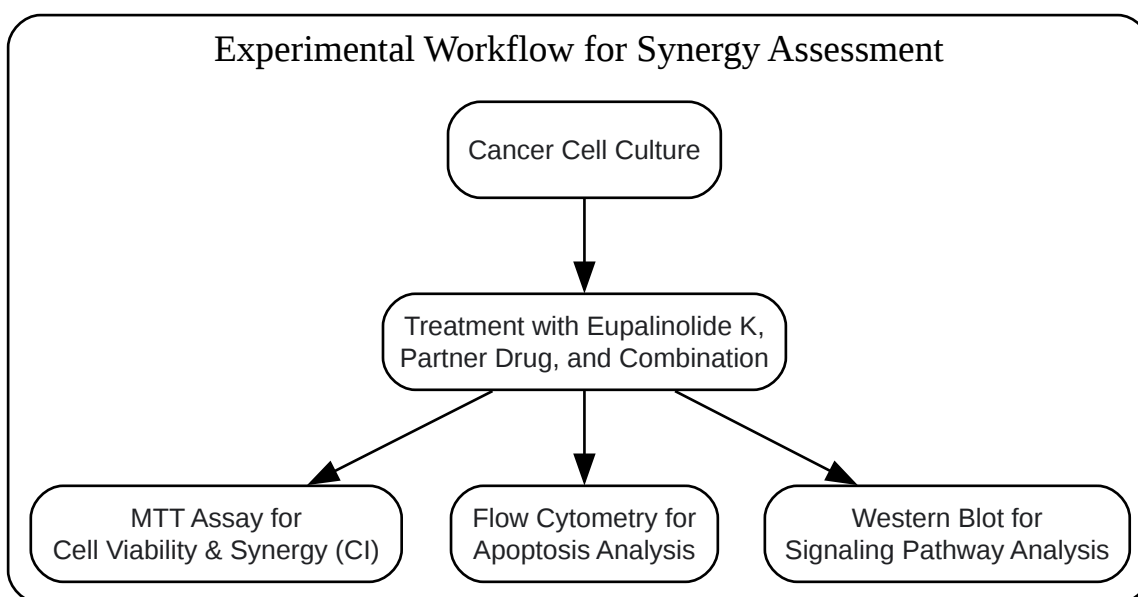 Experimental Workflow for Synergy Assessment
Cancer Cell Culture
Treatment with Eupalinolide K,
Partner Drug, and Combination
MTT Assay for
Cell Viability & Synergy (CI)
Flow Cytometry for
Apoptosis Analysis
Western Blot for
Signaling Pathway Analysis